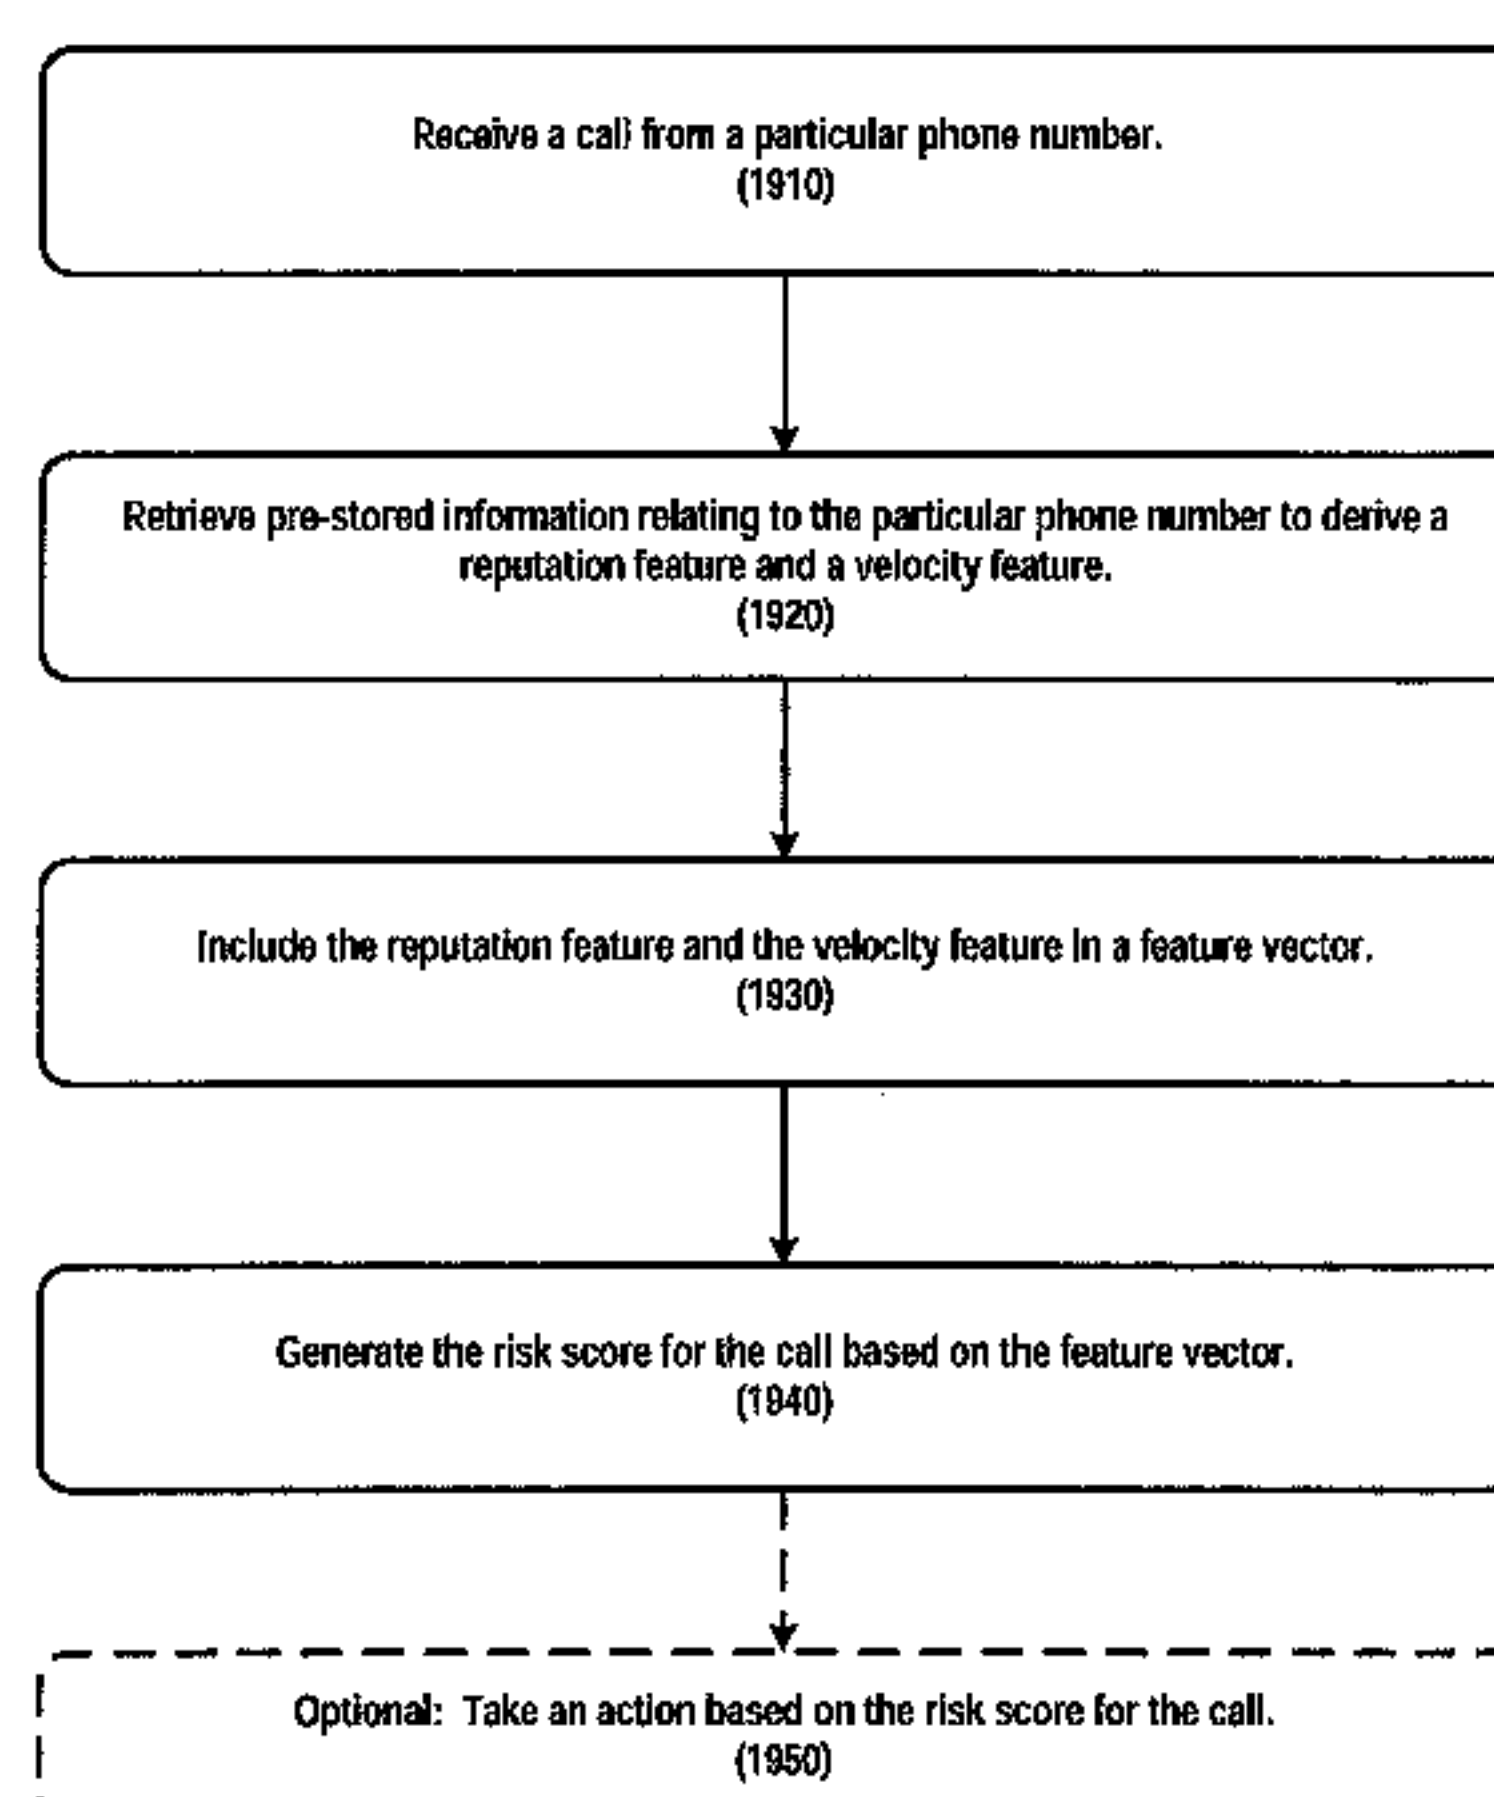 Receive a call from a particular phone number.
(1910)
Retrieve pre-stored information relating to the particular phone number to derive a
reputation feature and a velocity feature.
(1920)
Include the reputation feature and the velocity feature in a feature vector.
(1930)
Generate the risk score for the call based on the feature vector.
(1940)
Optional:  Take an action based on the risk score for the call.
(1950)